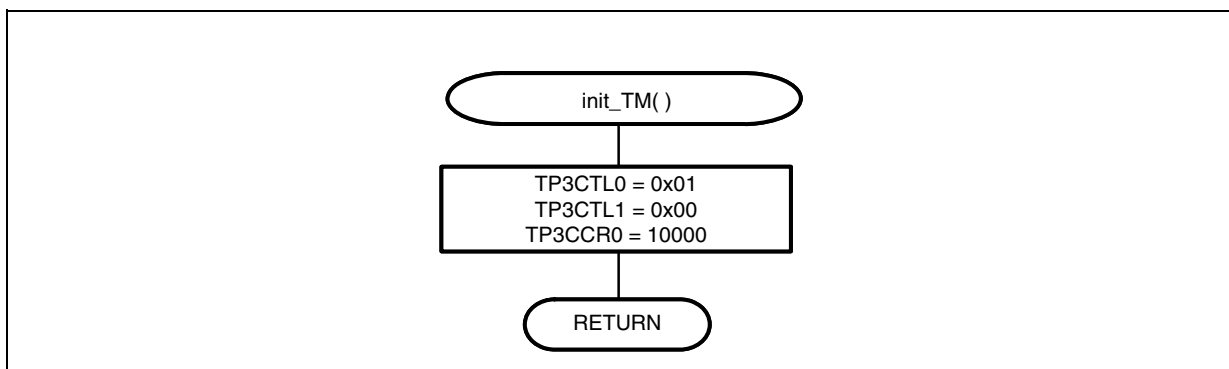 init_TM( )
TP3CTL0 = 0x01
TP3CTL1 = 0x00
TP3CCR0 = 10000
RETURN